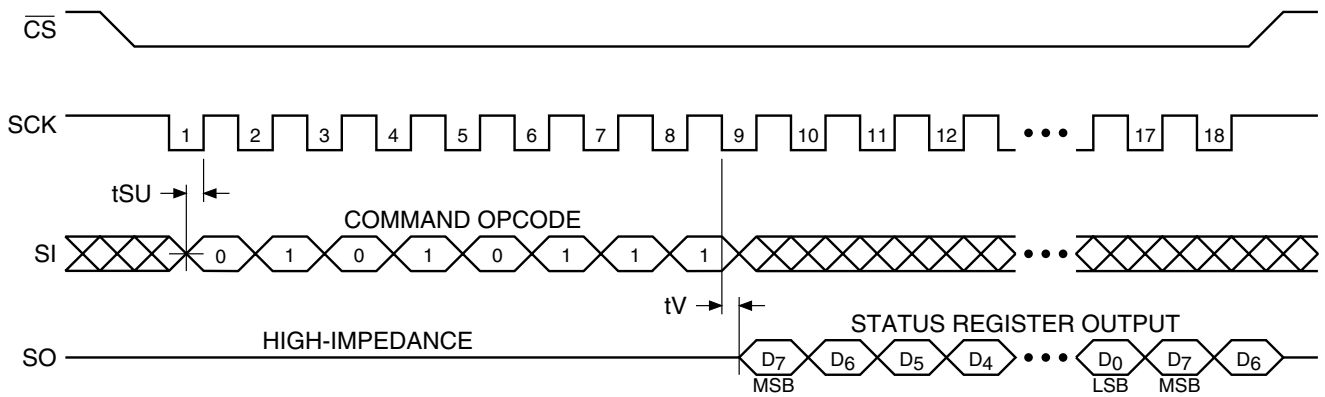 CS
SCK 1 2 3 4 5 6 7 8 9 10 11 12 17 18
tSU
COMMAND OPCODE
SI 0 1 0 1 0 1 1 1
tV
HIGH-IMPEDANCE STATUS REGISTER OUTPUT
SO D7 D6 D5 D4 D0 D7 D6
MSB LSB MSB